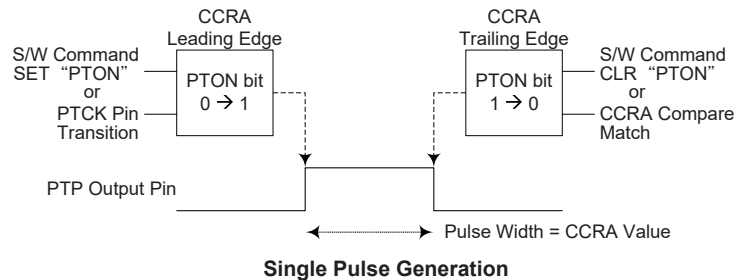 CCRA
Leading Edge
S/W Command
SET “PTON”
or
PTCK Pin
Transition
PTON bit
0 → 1
CCRA
Trailing Edge
PTON bit
1 → 0
S/W Command
CLR “PTON”
or
CCRA Compare
Match
PTP Output Pin
Pulse Width = CCRA Value
Single Pulse Generation